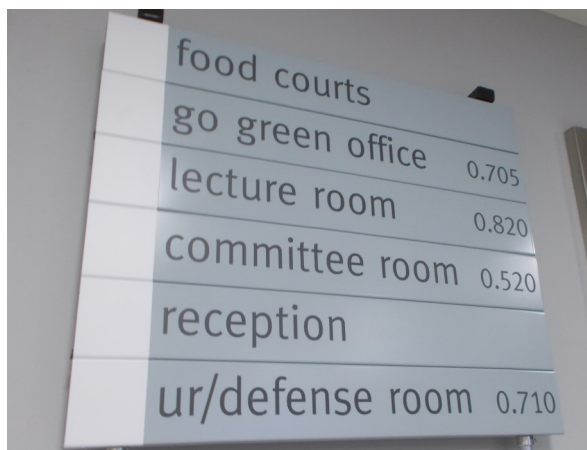 food courts
go green office 0.705
lecture room 0.820
committee room 0.520
reception
ur/defense room 0.710